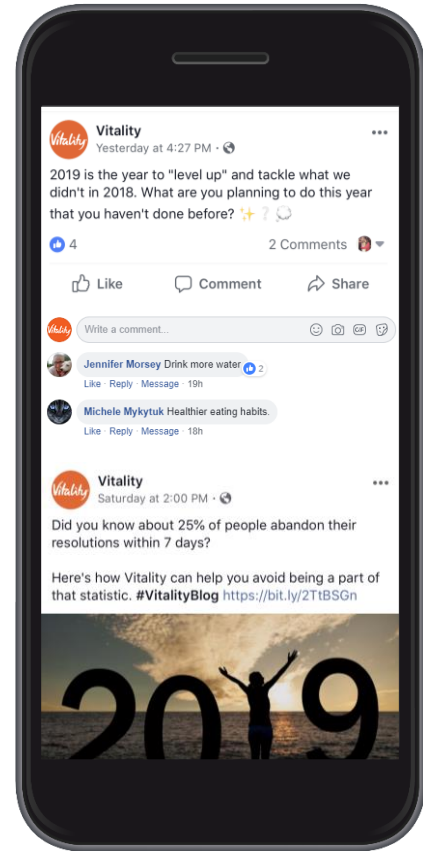 Vitality
Vitality
Yesterday at 4:27 PM ·
•••
2019 is the year to "level up" and tackle what we
didn't in 2018. What are you planning to do this year
that you haven't done before? ✨ ❔ 💭
4
2 Comments
Like
Comment
Share
Vitality
Write a comment...
GIF
Jennifer Morsey Drink more water
2
Like · Reply · Message · 19h
Michele Mykytuk Healthier eating habits.
Like · Reply · Message · 18h
Vitality
Vitality
Saturday at 2:00 PM ·
•••
Did you know about 25% of people abandon their
resolutions within 7 days?
Here's how Vitality can help you avoid being a part of
that statistic. #VitalityBlog https://bit.ly/2TtBSGn
2019